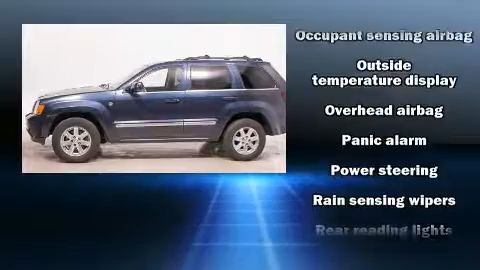 Occupant sensing airbag
Outside
temperature display
Overhead airbag
Panic alarm
Power steering
Rain sensing wipers
Rear reading lights